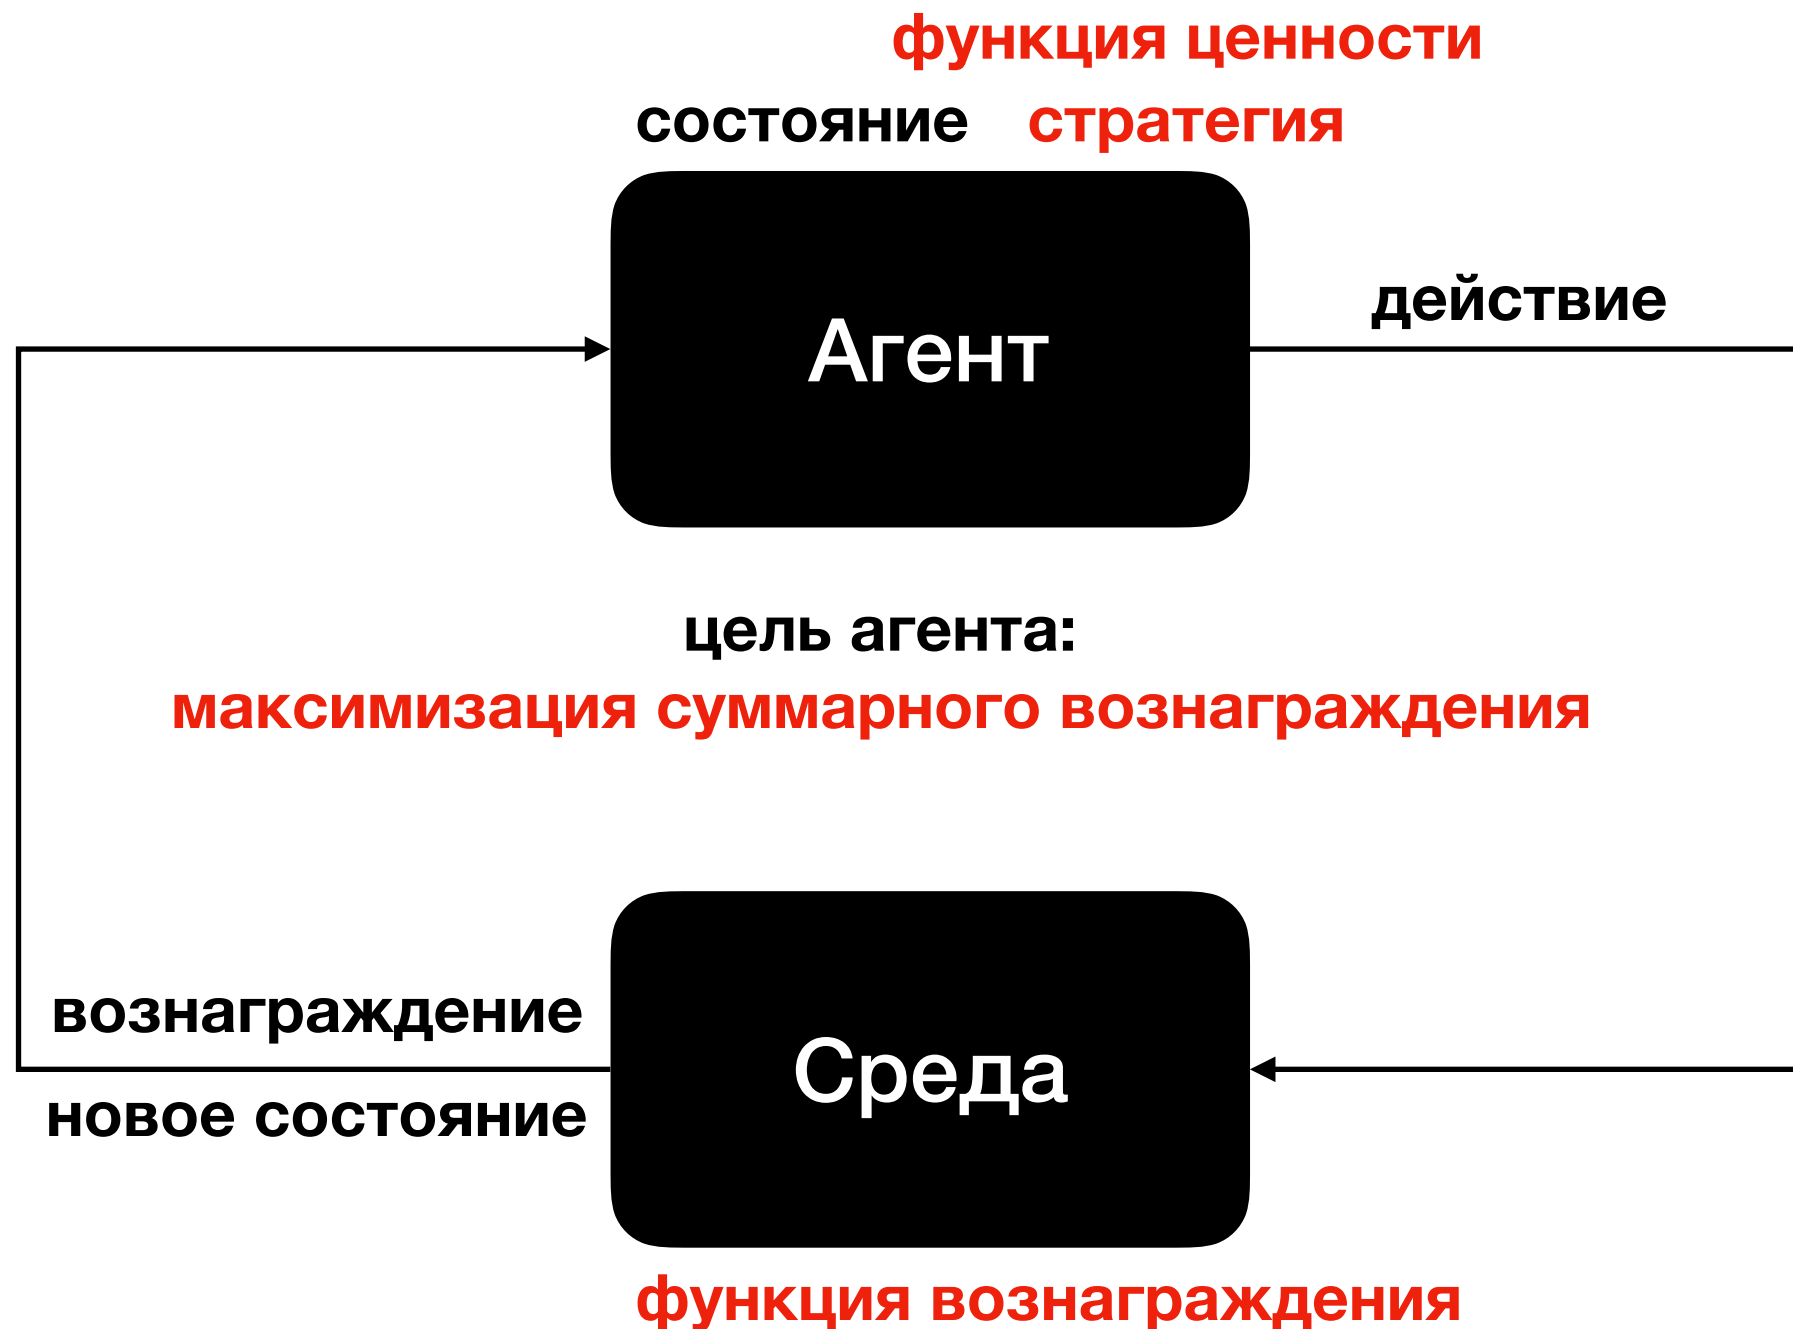 функция ценности
состояние стратегия
действие
Агент
цель агента:
максимизация суммарного вознаграждения
вознаграждение
Среда
новое состояние
функция вознаграждения